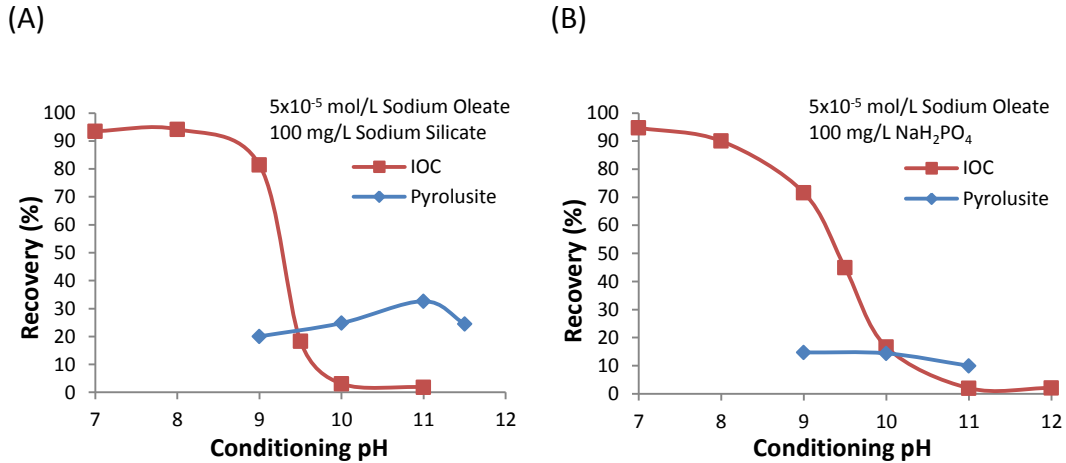 (A)
5x10⁻⁵ mol/L Sodium Oleate
100 mg/L Sodium Silicate
IOC
Pyrolusite
Recovery (%)
100
90
80
70
60
50
40
30
20
10
0
7 8 9 10 11 12
Conditioning pH
(B)
5x10⁻⁵ mol/L Sodium Oleate
100 mg/L NaH₂PO₄
IOC
Pyrolusite
Recovery (%)
100
90
80
70
60
50
40
30
20
10
0
7 8 9 10 11 12
Conditioning pH